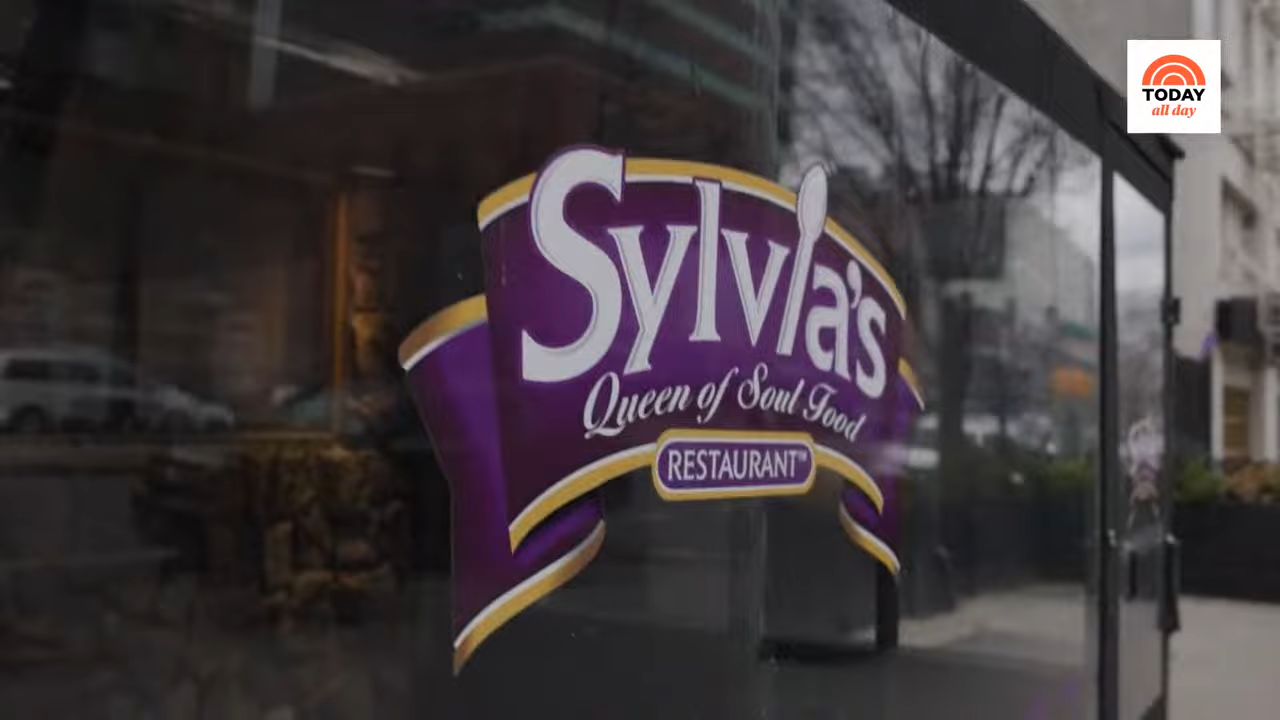 TODAY
all day
Sylvia's
Queen of Soul Food
RESTAURANT™